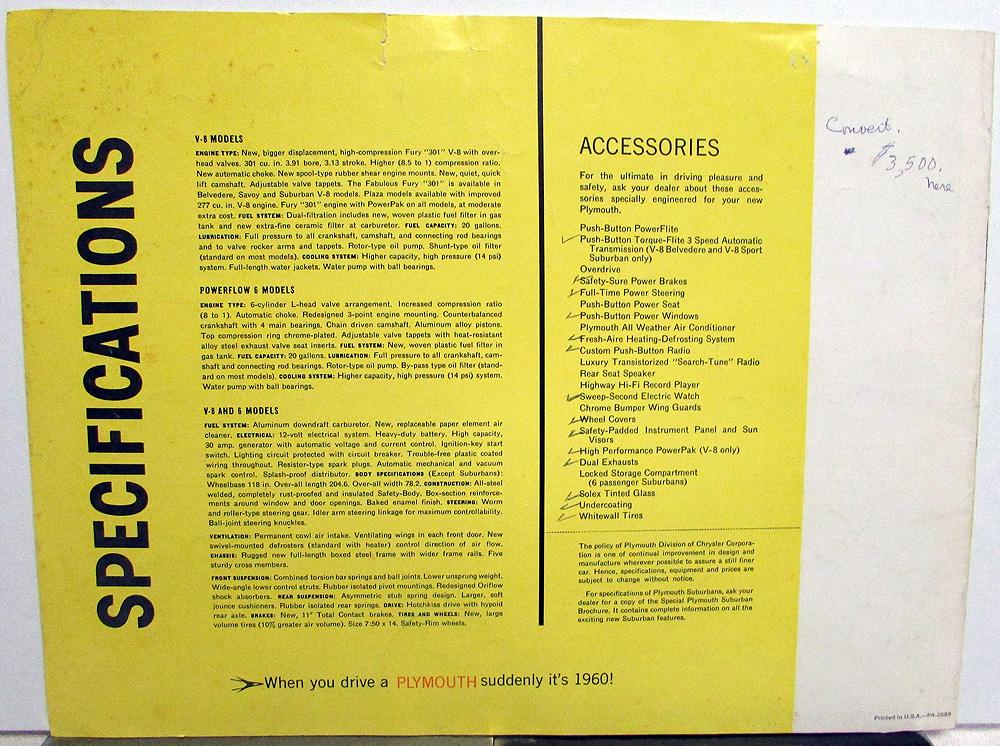 SPECIFICATIONS
V-8 MODELS
ENGINE TYPE: New, bigger displacement, high-compression Fury "301" V-8 with over-
head valves. 301 cu. in. 3.91 bore, 3.13 stroke. Higher (8.5 to 1) compression ratio.
New automatic choke. New spool-type rubber shear engine mounts. New, quiet, quick
lift camshaft. Adjustable valve tappets. The Fabulous Fury "301" is available in
Belvedere, Savoy and Suburban V-8 models. Plaza models available with improved
277 cu. in. V-8 engine. Fury "301" engine with PowerPak on all models, at moderate
extra cost. FUEL SYSTEM: Dual-filtration includes new, woven plastic fuel filter in gas
tank and new extra-fine ceramic filter at carburetor. FUEL CAPACITY: 20 gallons.
LUBRICATION: Full pressure to all crankshaft, camshaft, and connecting rod bearings
and to valve rocker arms and tappets. Rotor-type oil pump. Shunt-type oil filter
(standard on most models). COOLING SYSTEM: Higher capacity, high pressure (14 psi)
system. Full-length water jackets. Water pump with ball bearings.
POWERFLOW 6 MODELS
ENGINE TYPE: 6-cylinder L-head valve arrangement. Increased compression ratio
(8 to 1). Automatic choke. Redesigned 3-point engine mounting. Counterbalanced
crankshaft with 4 main bearings. Chain driven camshaft. Aluminum alloy pistons.
Top compression ring chrome-plated. Adjustable valve tappets with heat-resistant
alloy steel exhaust valve seat inserts. FUEL SYSTEM: New, woven plastic fuel filter in
gas tank. FUEL CAPACITY: 20 gallons. LUBRICATION: Full pressure to all crankshaft, cam-
shaft and connecting rod bearings. Rotor-type oil pump. By-pass type oil filter (stand-
ard on most models). COOLING SYSTEM: Higher capacity, high pressure (14 psi) system.
Water pump with ball bearings.
V-8 AND 6 MODELS
FUEL SYSTEM: Aluminum downdraft carburetor. New, replaceable paper element air
cleaner. ELECTRICAL: 12-volt electrical system. Heavy-duty battery. High capacity,
30 amp. generator with automatic voltage and current control. Ignition-key start
switch. Lighting circuit protected with circuit breaker. Trouble-free plastic coated
wiring throughout. Resistor-type spark plugs. Automatic mechanical and vacuum
spark control. Splash-proof distributor. BODY SPECIFICATIONS (Except Suburbans):
Wheelbase 118 in. Over-all length 204.6. Over-all width 78.2. CONSTRUCTION: All-steel
welded, completely rust-proofed and insulated Safety-Body. Box-section reinforce-
ments around window and door openings. Baked enamel finish. STEERING: Worm
and roller-type steering gear. Idler arm steering linkage for maximum controllability.
Ball-joint steering knuckles.
VENTILATION: Permanent cowl air intake. Ventilating wings in each front door. New
swivel-mounted defrosters (standard with heater) control direction of air flow.
CHASSIS: Rugged new full-length boxed steel frame with wider frame rails. Five
sturdy cross members.
FRONT SUSPENSION: Combined torsion bar springs and ball joints. Lower unsprung weight.
Wide-angle lower control struts. Rubber isolated pivot mountings. Redesigned Oriflow
shock absorbers. REAR SUSPENSION: Asymmetric stub spring design. Larger, soft
jounce cushioners. Rubber isolated rear springs. DRIVE: Hotchkiss drive with hypoid
rear axle. BRAKES: New, 11" Total Contact brakes. TIRES AND WHEELS: New, large
volume tires (10% greater air volume). Size 7:50 x 14. Safety-Rim wheels.
ACCESSORIES
For the ultimate in driving pleasure and
safety, ask your dealer about these acces-
sories specially engineered for your new
Plymouth.
Push-Button PowerFlite
Push-Button Torque-Flite 3 Speed Automatic
Transmission (V-8 Belvedere and V-8 Sport
Suburban only)
Overdrive
Safety-Sure Power Brakes
Full-Time Power Steering
Push-Button Power Seat
Push-Button Power Windows
Plymouth All Weather Air Conditioner
Fresh-Aire Heating-Defrosting System
Custom Push-Button Radio
Luxury Transistorized "Search-Tune" Radio
Rear Seat Speaker
Highway Hi-Fi Record Player
Sweep-Second Electric Watch
Chrome Bumper Wing Guards
Wheel Covers
Safety-Padded Instrument Panel and Sun
Visors
High Performance PowerPak (V-8 only)
Dual Exhausts
Locked Storage Compartment
(6 passenger Suburbans)
Solex Tinted Glass
Undercoating
Whitewall Tires
The policy of Plymouth Division of Chrysler Corpora-
tion is one of continual improvement in design and
manufacture wherever possible to assure a still finer
car. Hence, specifications, equipment and prices are
subject to change without notice.
For specifications of Plymouth Suburbans, ask your
dealer for a copy of the Special Plymouth Suburban
Brochure. It contains complete information on all the
exciting new Suburban features.
When you drive a PLYMOUTH suddenly it's 1960!
Convert.
- $3,500.
here
Printed in U.S.A.—PA-2689